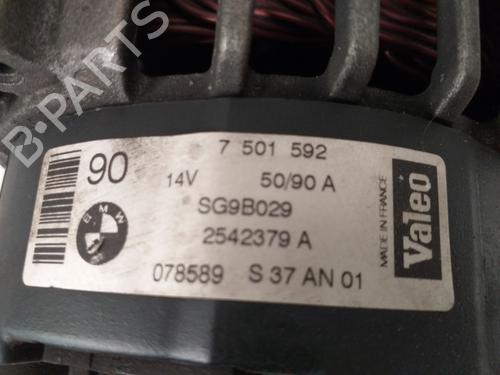 B-PARTS
90
7 501 592
14V 50/90 A
SG9B029
2542379 A
078589 S 37 AN 01
BMW
MADE IN FRANCE
Valeo